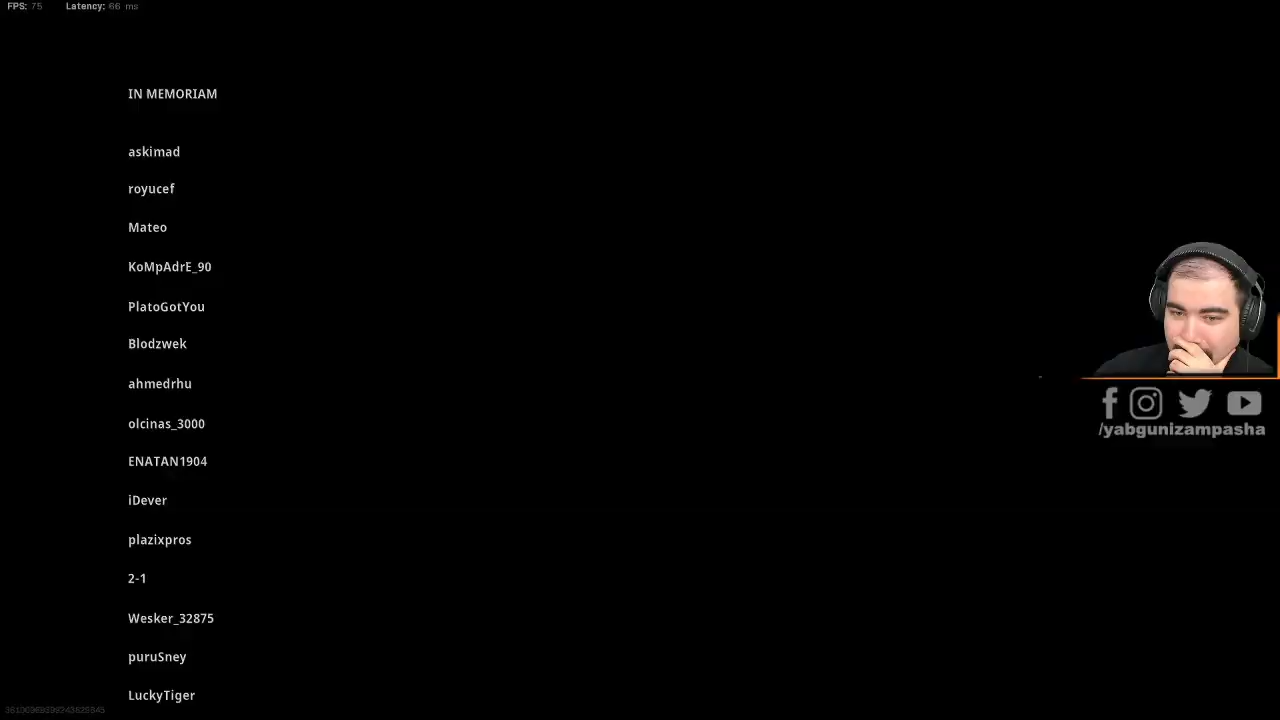 FPS: 75 Latency: 66 ms
IN MEMORIAM
askimad
royucef
Mateo
KoMpAdrE_90
PlatoGotYou
Blodzwek
ahmedrhu
olcinas_3000
ENATAN1904
iDever
plazixpros
2-1
Wesker_32875
puruSney
LuckyTiger
/yabgunizampasha